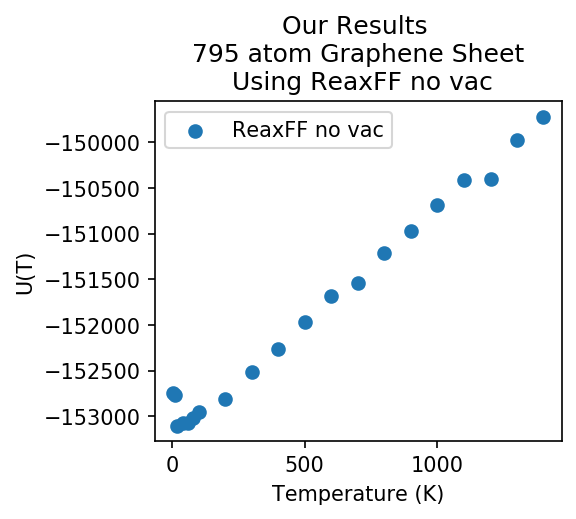 Our Results
795 atom Graphene Sheet
Using ReaxFF no vac
ReaxFF no vac
−150000
−150500
−151000
−151500
−152000
−152500
−153000
U(T)
0
500
1000
Temperature (K)